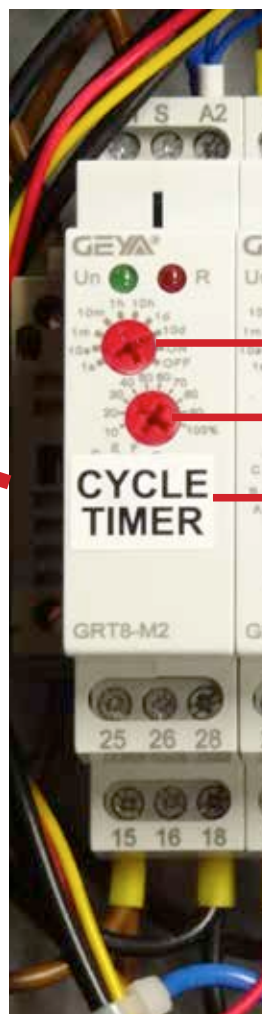 S A2
GEYA®
Un R
1h 10h
10m 1d
1m 10d
10s ON
1s OFF
40 50 60 70
30 80
20 90
10 100%
CYCLE
TIMER
GRT8-M2
25 26 28
15 16 18